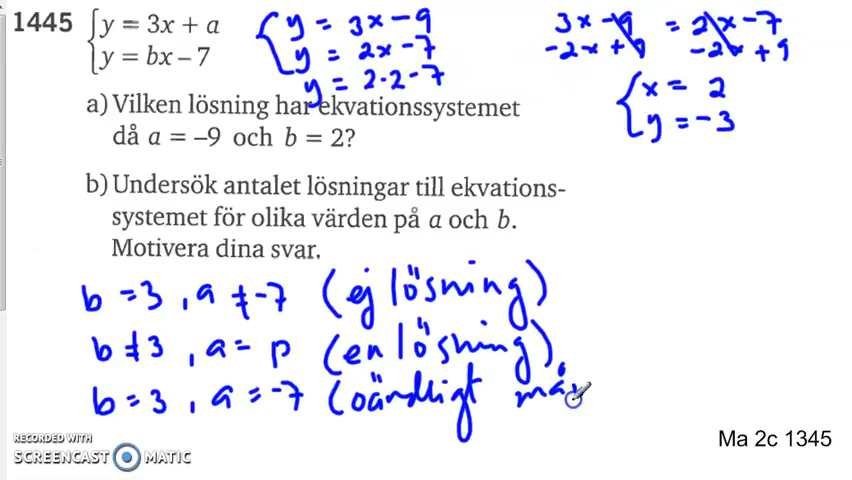 1445
y = 3x + a
y = bx – 7
y = 3x - 9
y = 2x - 7
y = 2·2-7
3x - 9 = 2x - 7
-2x + 9 -2x + 9
x = 2
y = -3
a) Vilken lösning har ekvationssystemet
då a = –9 och b = 2?
b) Undersök antalet lösningar till ekvations-
systemet för olika värden på a och b.
Motivera dina svar.
b = 3, a ≠ -7 (ej lösning)
b ≠ 3, a = p (en lösning)
b = 3, a = -7 (oändligt mån
RECORDED WITH
SCREENCAST MATIC
Ma 2c 1345